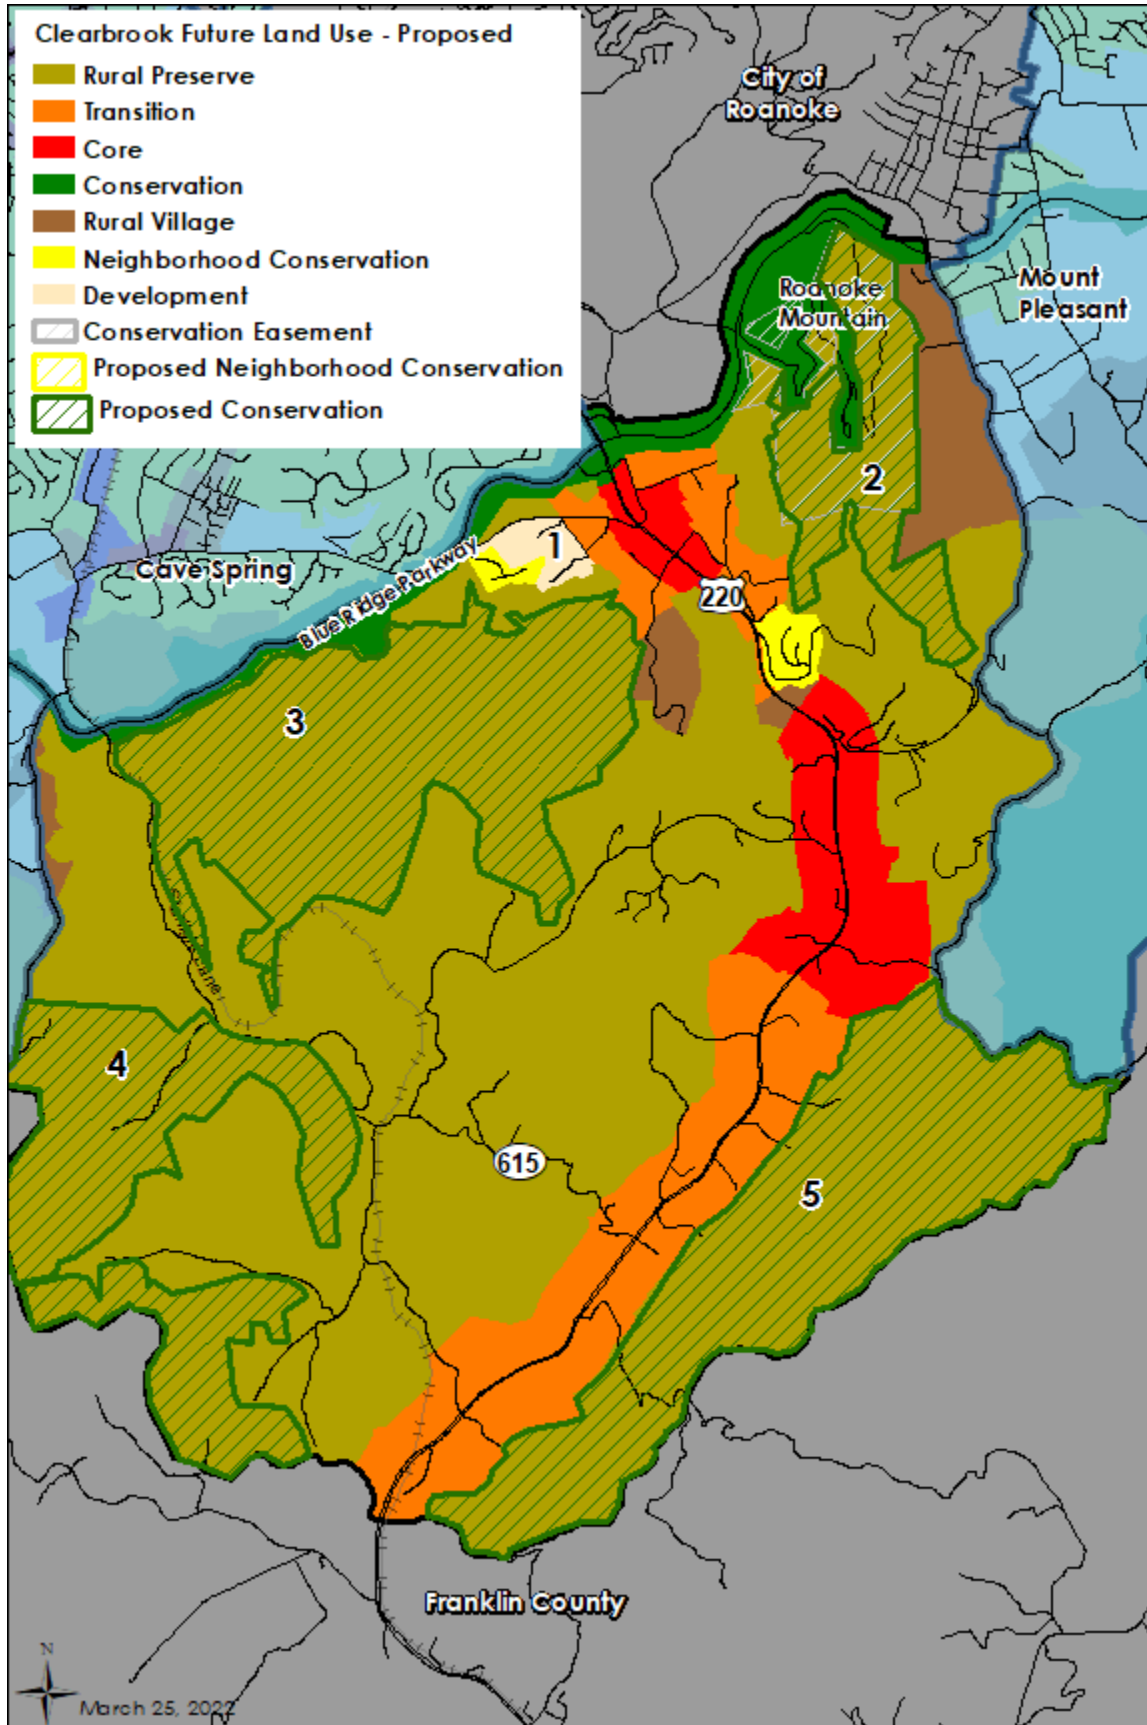 Clearbrook Future Land Use - Proposed
Rural Preserve
Transition
Core
Conservation
Rural Village
Neighborhood Conservation
Development
Conservation Easement
Proposed Neighborhood Conservation
Proposed Conservation
City of
Roanoke
Roanoke
Mountain
Mount
Pleasant
2
1
Cave Spring
Blue Ridge Parkway
220
3
4
615
5
Franklin County
N
March 25, 2022